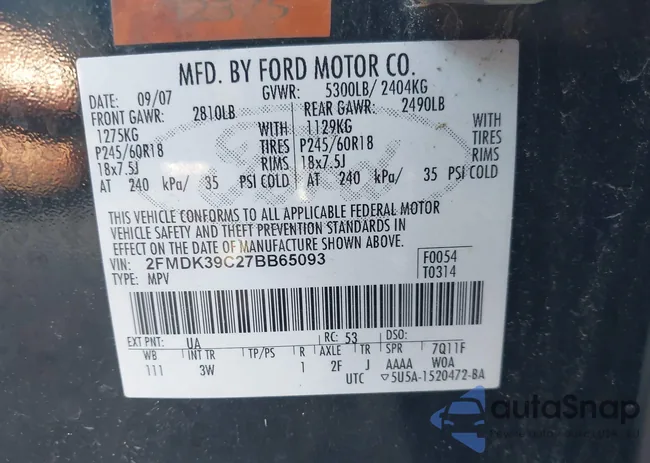 12375
MFD. BY FORD MOTOR CO.
DATE: 09/07 GVWR: 5300LB/ 2404KG
FRONT GAWR: 2810LB REAR GAWR: 2490LB
1275KG WITH 1129KG WITH
P245/60R18 TIRES P245/60R18 TIRES
18x7.5J RIMS 18x7.5J RIMS
AT 240 kPa/ 35 PSI COLD AT 240 kPa/ 35 PSI COLD
THIS VEHICLE CONFORMS TO ALL APPLICABLE FEDERAL MOTOR
VEHICLE SAFETY AND THEFT PREVENTION STANDARDS IN
EFFECT ON THE DATE OF MANUFACTURE SHOWN ABOVE.
VIN: 2FMDK39C27BB65093 F0054
TYPE: MPV T0314
EXT PNT: UA RC: 53 DSO:
WB INT TR TP/PS R AXLE TR SPR 7Q11F
111 3W 1 2F J AAAA W0A
UTC ▽5U5A-1520472-BA
Ford
autoSnap